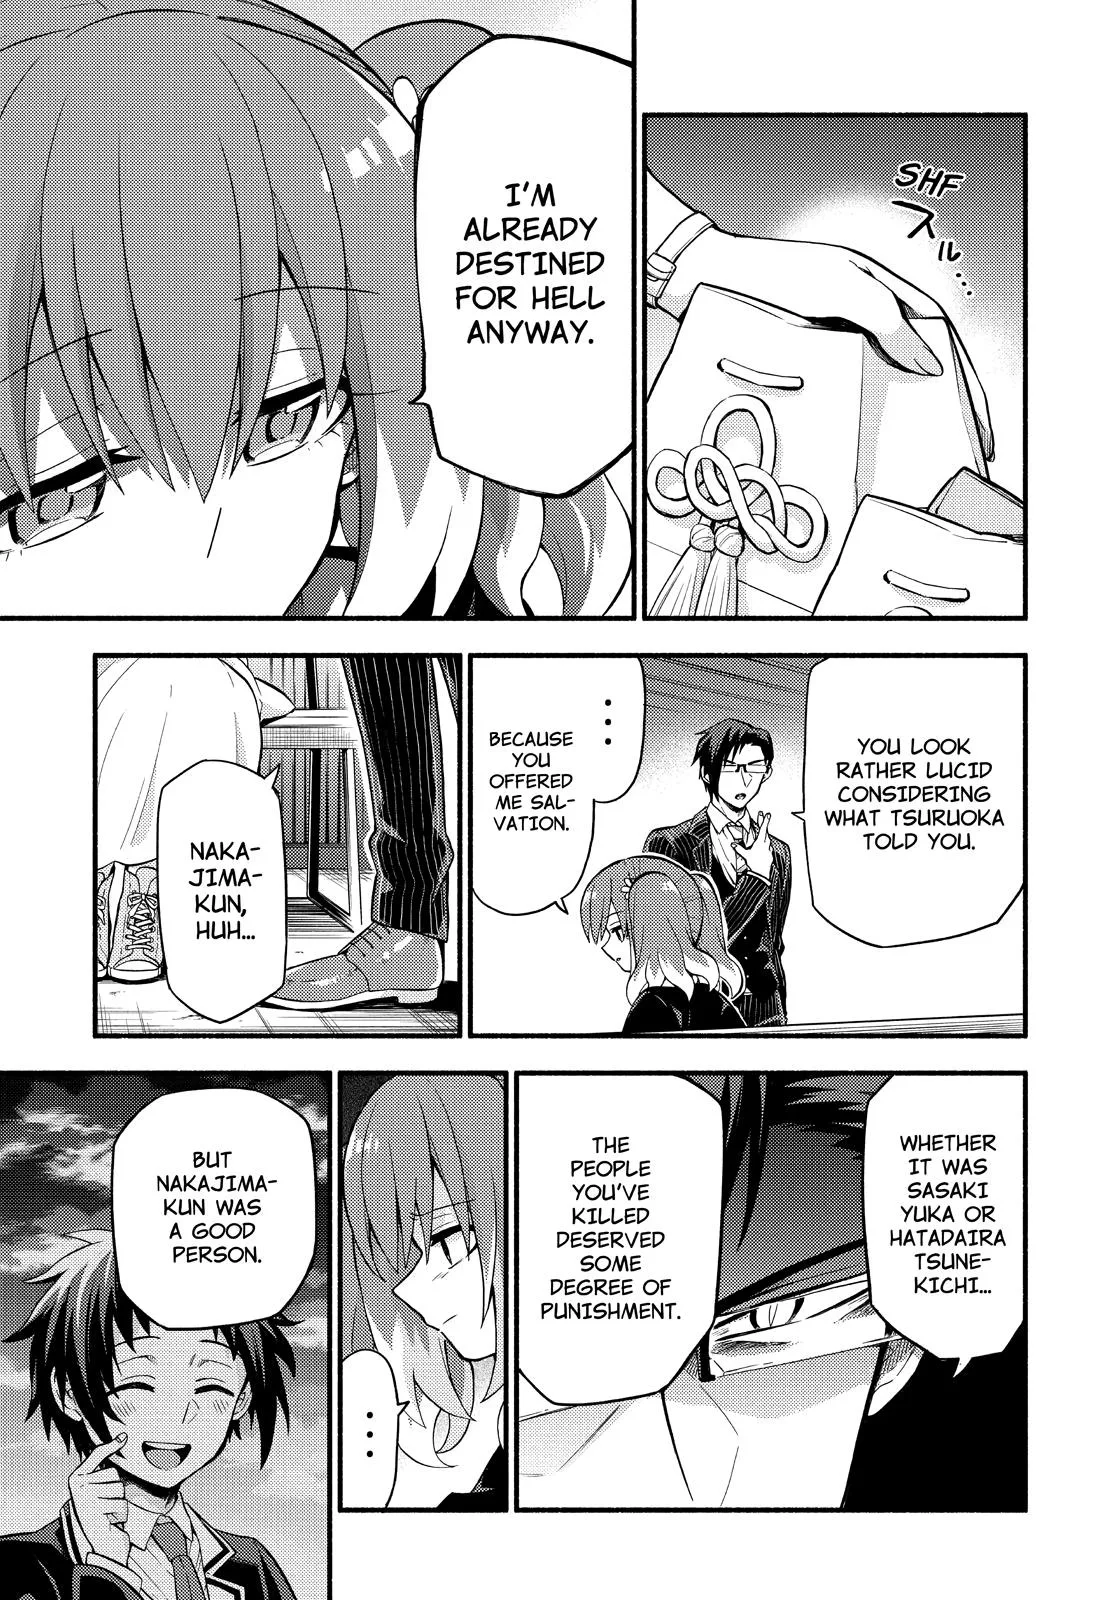 SHF
スル...
I'M
ALREADY
DESTINED
FOR HELL
ANYWAY.
YOU LOOK
RATHER LUCID
CONSIDERING
WHAT TSURUOKA
TOLD YOU.
...
BECAUSE
YOU
OFFERED
ME SAL-
VATION.
NAKA-
JIMA-
KUN,
HUH...
WHETHER
IT WAS
SASAKI
YUKA OR
HATADAIRA
TSUNE-
KICHI...
THE
PEOPLE
YOU'VE
KILLED
DESERVED
SOME
DEGREE OF
PUNISHMENT.
...
BUT
NAKAJIMA-
KUN WAS
A GOOD
PERSON.